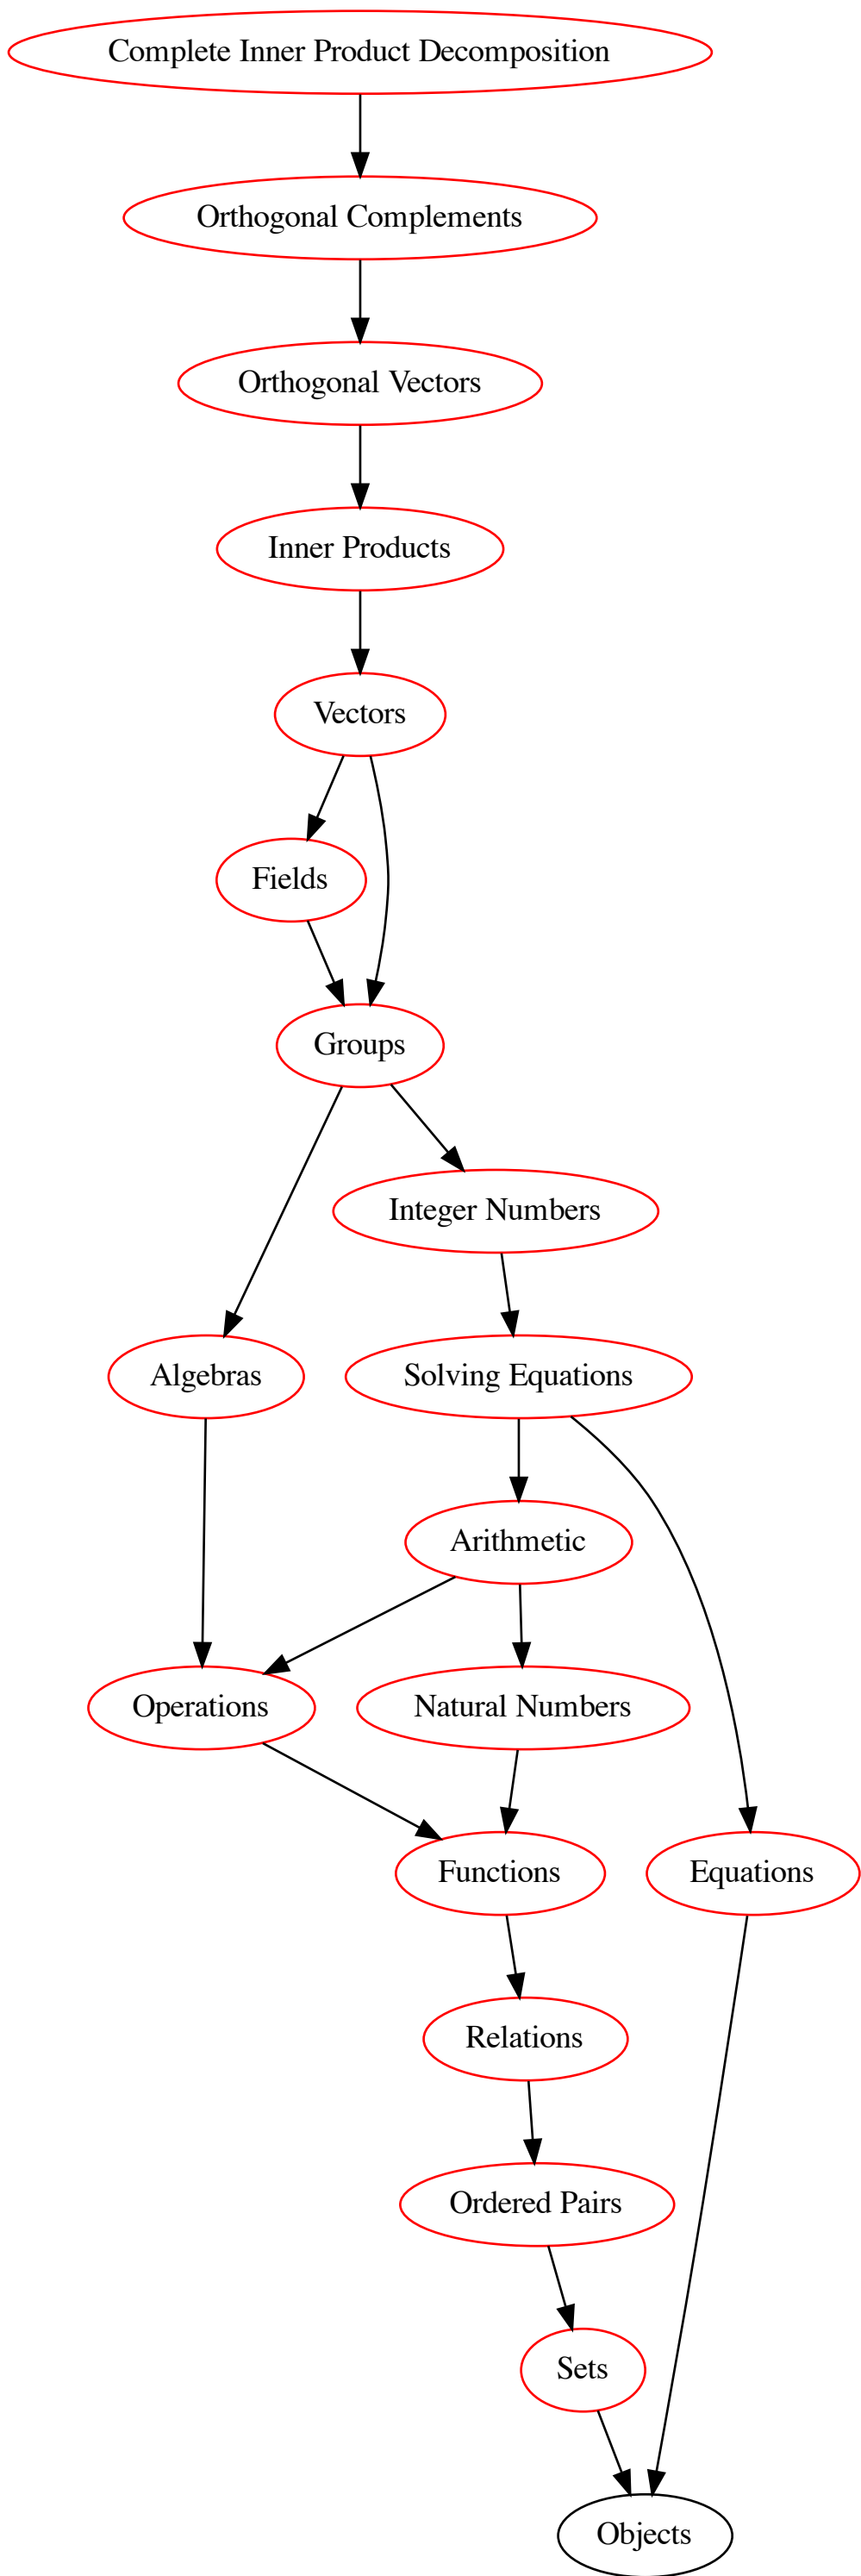 Complete Inner Product Decomposition
Orthogonal Complements
Orthogonal Vectors
Inner Products
Vectors
Fields
Groups
Integer Numbers
Algebras
Solving Equations
Arithmetic
Operations
Natural Numbers
Functions
Equations
Relations
Ordered Pairs
Sets
Objects